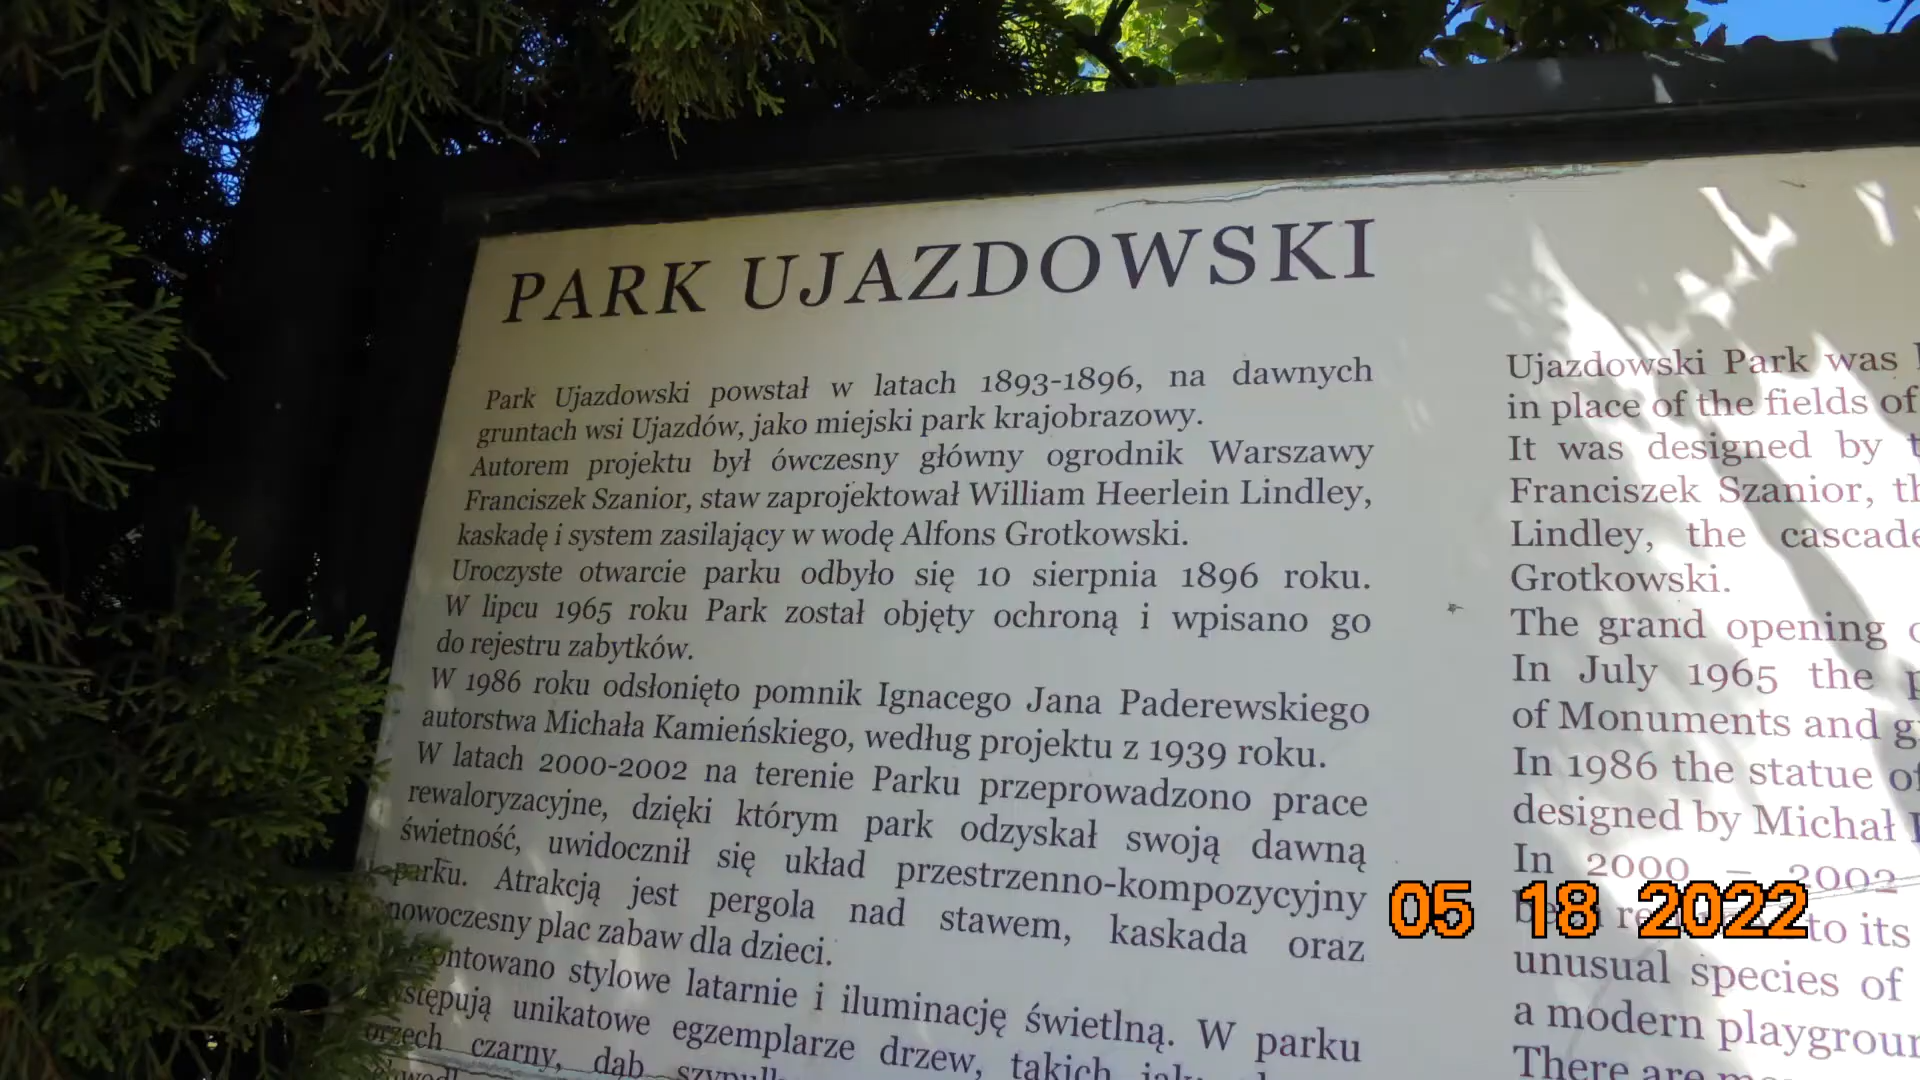 PARK UJAZDOWSKI
Park Ujazdowski powstał w latach 1893-1896, na dawnych
gruntach wsi Ujazdów, jako miejski park krajobrazowy.
Autorem projektu był ówczesny główny ogrodnik Warszawy
Franciszek Szanior, staw zaprojektował William Heerlein Lindley,
kaskadę i system zasilający w wodę Alfons Grotkowski.
Uroczyste otwarcie parku odbyło się 10 sierpnia 1896 roku.
W lipcu 1965 roku Park został objęty ochroną i wpisano go
do rejestru zabytków.
W 1986 roku odsłonięto pomnik Ignacego Jana Paderewskiego
autorstwa Michała Kamieńskiego, według projektu z 1939 roku.
W latach 2000-2002 na terenie Parku przeprowadzono prace
rewaloryzacyjne, dzięki którym park odzyskał swoją dawną
świetność, uwidocznił się układ przestrzenno-kompozycyjny
parku. Atrakcją jest pergola nad stawem, kaskada oraz
nowoczesny plac zabaw dla dzieci.
stylowe latarnie i iluminację świetlną. W parku
unikatowe egzemplarze drzew, takich
orzech czarny, dąb
Ujazdowski Park was
in place of the fields of
It was designed by
Franciszek Szanior,
Lindley, the
Grotkowski.
The grand opening
In July 1965 the
of Monuments and
In 1986 the statue of
designed by Michał
In 2000 – 2002
to its
unusual species of
a modern
There are
05 18 2022